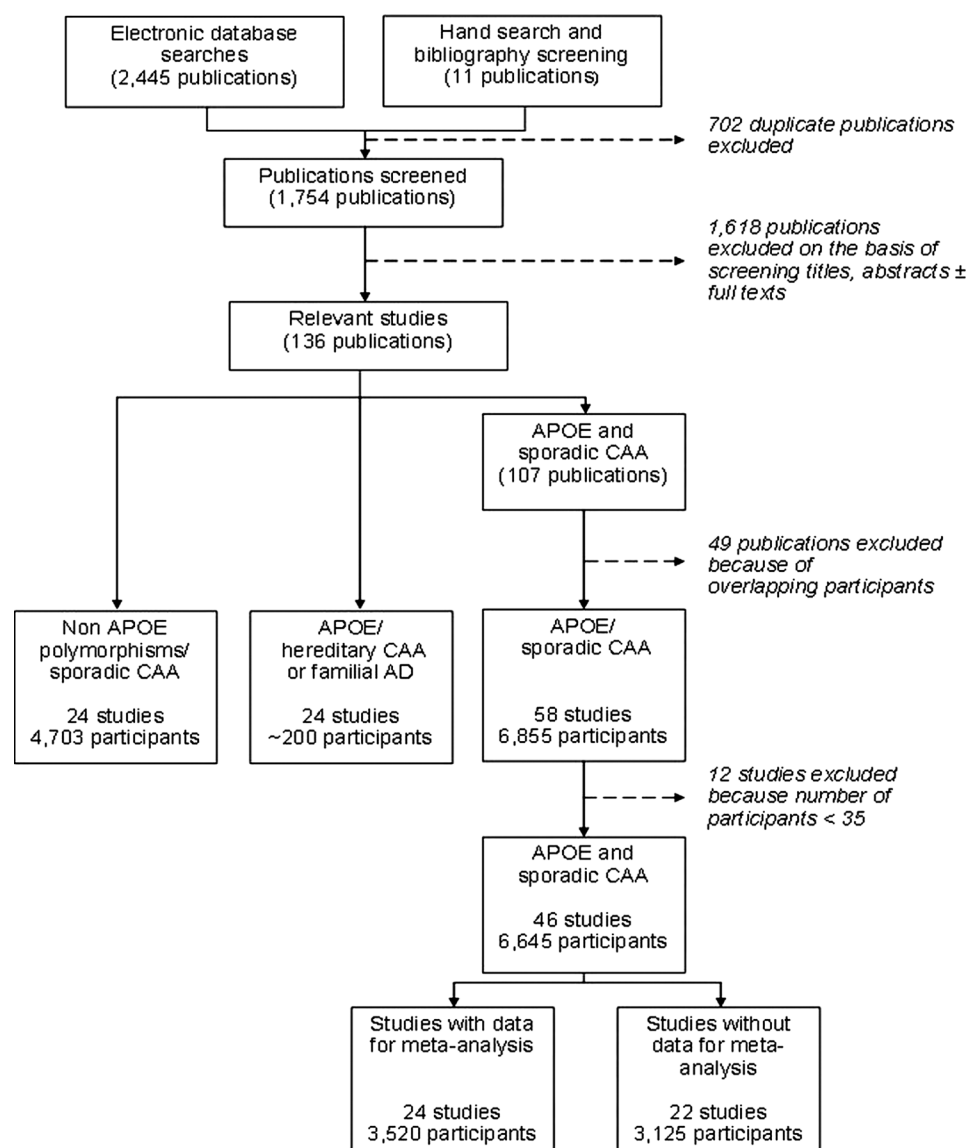 Electronic database
searches
(2,445 publications)
Hand search and
bibliography screening
(11 publications)
702 duplicate publications
excluded
Publications screened
(1,754 publications)
1,618 publications
excluded on the basis of
screening titles, abstracts ±
full texts
Relevant studies
(136 publications)
APOE and
sporadic CAA
(107 publications)
49 publications excluded
because of
overlapping participants
Non APOE
polymorphisms/
sporadic CAA
24 studies
4,703 participants
APOE/
hereditary CAA
or familial AD
24 studies
~200 participants
APOE/
sporadic CAA
58 studies
6,855 participants
12 studies excluded
because number of
participants < 35
APOE and
sporadic CAA
46 studies
6,645 participants
Studies with data
for meta-analysis
24 studies
3,520 participants
Studies without
data for meta-
analysis
22 studies
3,125 participants